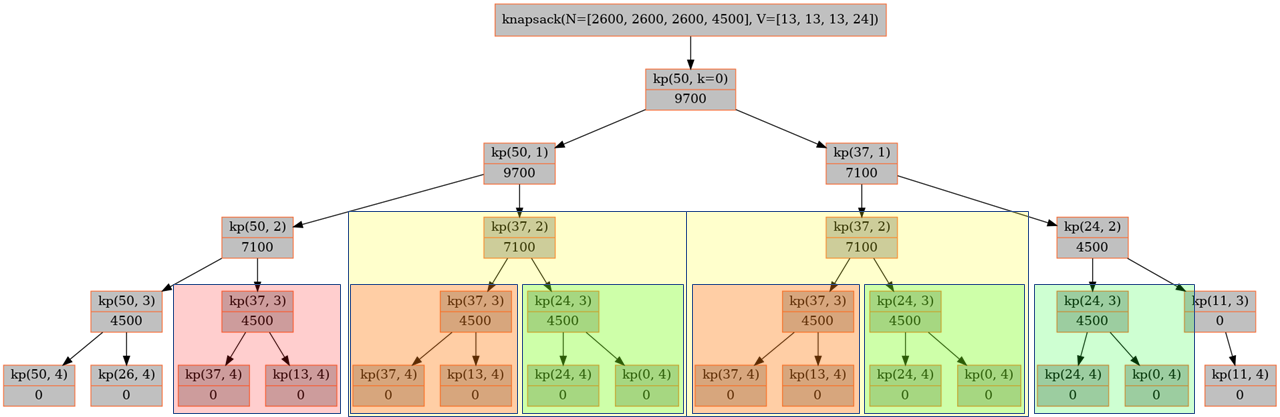 knapsack(N=[2600, 2600, 2600, 4500], V=[13, 13, 13, 24])
kp(50, k=0)
9700
kp(50, 1)
9700
kp(37, 1)
7100
kp(50, 2)
7100
kp(37, 2)
7100
kp(37, 2)
7100
kp(24, 2)
4500
kp(50, 3)
4500
kp(37, 3)
4500
kp(37, 3)
4500
kp(24, 3)
4500
kp(37, 3)
4500
kp(24, 3)
4500
kp(24, 3)
4500
kp(11, 3)
0
kp(50, 4)
0
kp(26, 4)
0
kp(37, 4)
0
kp(13, 4)
0
kp(37, 4)
0
kp(13, 4)
0
kp(24, 4)
0
kp(0, 4)
0
kp(37, 4)
0
kp(13, 4)
0
kp(24, 4)
0
kp(0, 4)
0
kp(24, 4)
0
kp(0, 4)
0
kp(11, 4)
0